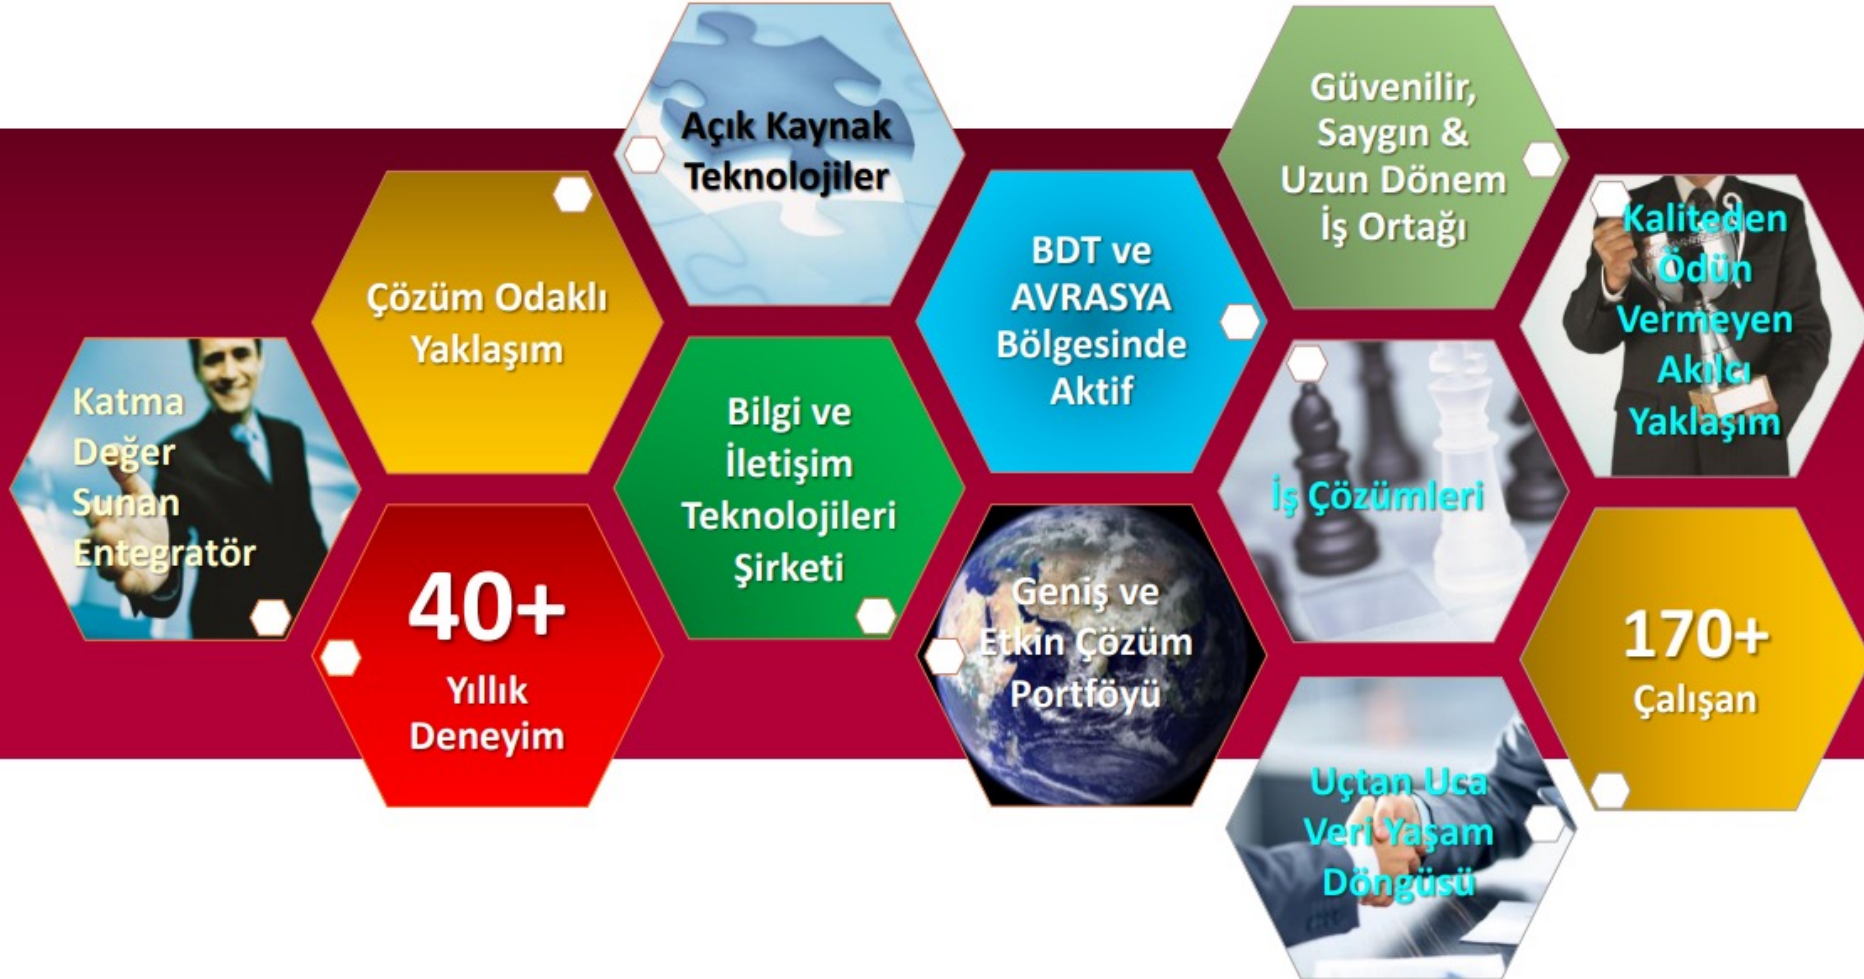 Katma
Değer
Sunan
Entegratör
Çözüm Odaklı
Yaklaşım
40+
Yıllık
Deneyim
Açık Kaynak
Teknolojiler
Bilgi ve
İletişim
Teknolojileri
Şirketi
BDT ve
AVRASYA
Bölgesinde
Aktif
Geniş ve
Etkin Çözüm
Portföyü
Güvenilir,
Saygın &
Uzun Dönem
İş Ortağı
İş Çözümleri
Uçtan Uca
Veri Yaşam
Döngüsü
Kaliteden
Ödün
Vermeyen
Akılcı
Yaklaşım
170+
Çalışan